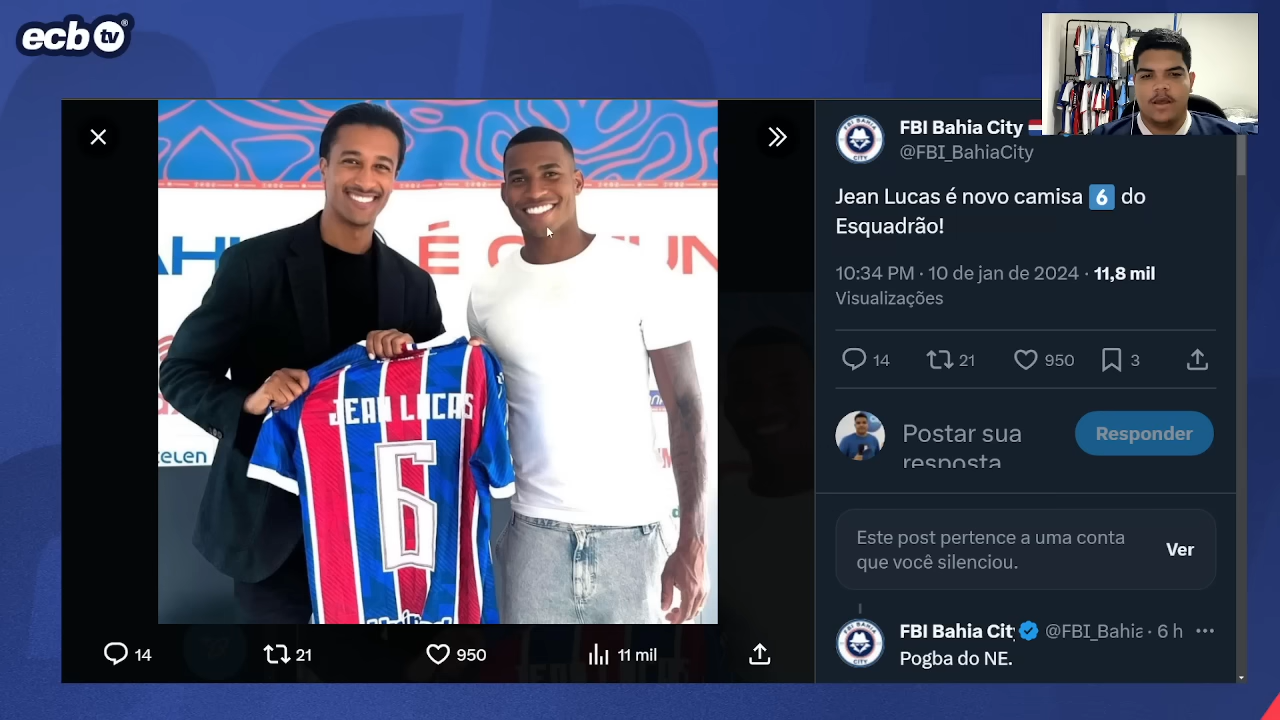 ecb tv
FBI Bahia City
@FBI_BahiaCity
Jean Lucas é novo camisa 6 do
Esquadrão!
10:34 PM · 10 de jan de 2024 · 11,8 mil
Visualizações
14 21 950 3
Postar sua
resposta
Responder
Este post pertence a uma conta
que você silenciou.
Ver
FBI Bahia Cit @FBI_Bahia · 6 h
Pogba do NE.
É
JEAN LUCAS
6
14 21 950 11 mil